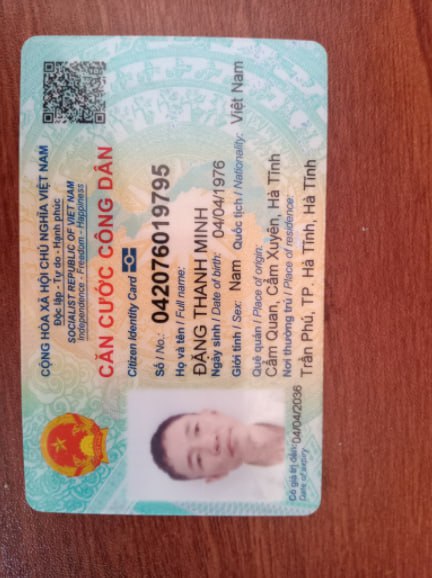 CỘNG HÒA XÃ HỘI CHỦ NGHĨA VIỆT NAM
Độc lập - Tự do - Hạnh phúc
SOCIALIST REPUBLIC OF VIET NAM
Independence - Freedom - Happiness
CĂN CƯỚC CÔNG DÂN
Citizen Identity Card
Số / No.: 042076019795
Họ và tên / Full name:
ĐẶNG THANH MINH
Ngày sinh / Date of birth: 04/04/1976
Giới tính / Sex: Nam Quốc tịch / Nationality: Việt Nam
Quê quán / Place of origin:
Cẩm Quan, Cẩm Xuyên, Hà Tĩnh
Nơi thường trú / Place of residence:
Trần Phú, TP. Hà Tĩnh, Hà Tĩnh
Có giá trị đến: 04/04/2036
Date of expiry